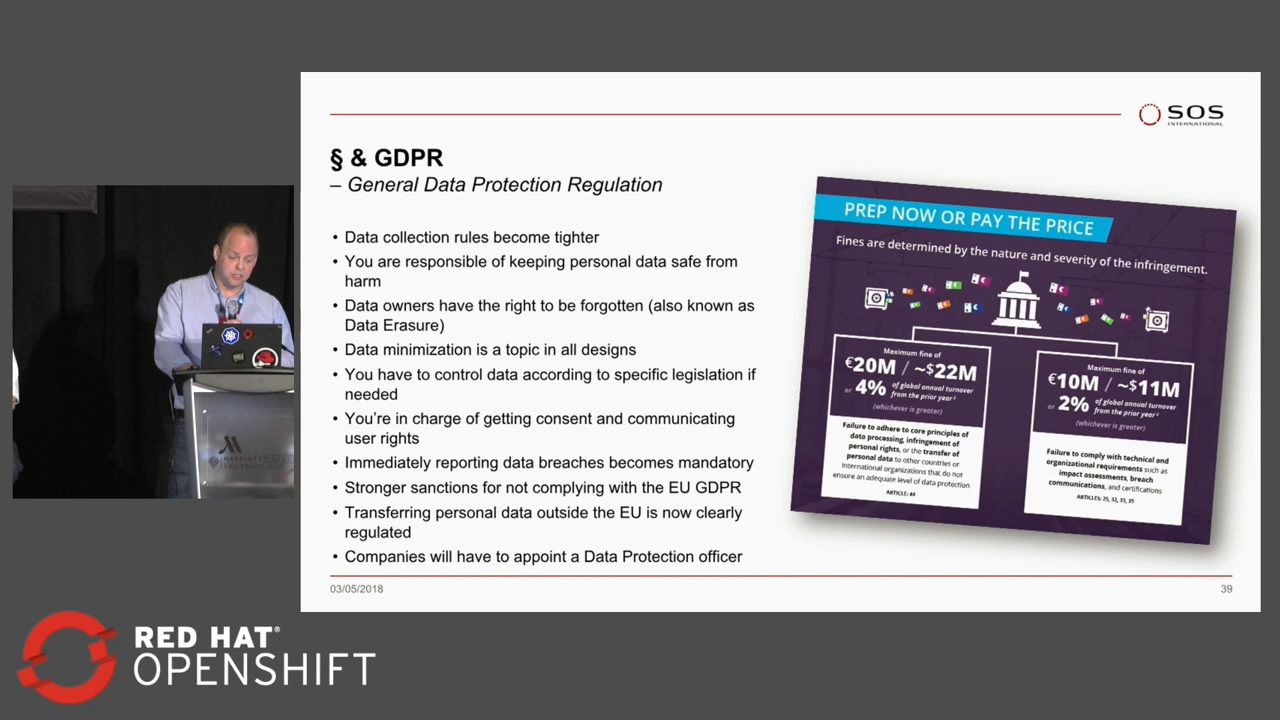 SOS
INTERNATIONAL
§ & GDPR
– General Data Protection Regulation
• Data collection rules become tighter
• You are responsible of keeping personal data safe from
harm
• Data owners have the right to be forgotten (also known as
Data Erasure)
• Data minimization is a topic in all designs
• You have to control data according to specific legislation if
needed
• You're in charge of getting consent and communicating
user rights
• Immediately reporting data breaches becomes mandatory
• Stronger sanctions for not complying with the EU GDPR
• Transferring personal data outside the EU is now clearly
regulated
• Companies will have to appoint a Data Protection officer
PREP NOW OR PAY THE PRICE
Fines are determined by the nature and severity of the infringement.
Maximum fine of
€20M / ~$22M
or 4% of global annual turnover
from the prior year²
(whichever is greater)
Failure to adhere to core principles of
data processing, infringement of
personal rights, or the transfer of
personal data to other countries or
international organizations that do not
ensure an adequate level of data protection
ARTICLE: 44
Maximum fine of
€10M / ~$11M
or 2% of global annual turnover
from the prior year²
(whichever is greater)
Failure to comply with technical and
organizational requirements such as
impact assessments, breach
communications, and certifications
ARTICLES: 25, 32, 33, 35
03/05/2018
39
MARRIOTT MARQUIS
SAN FRANCISCO
RED HAT®
OPENSHIFT